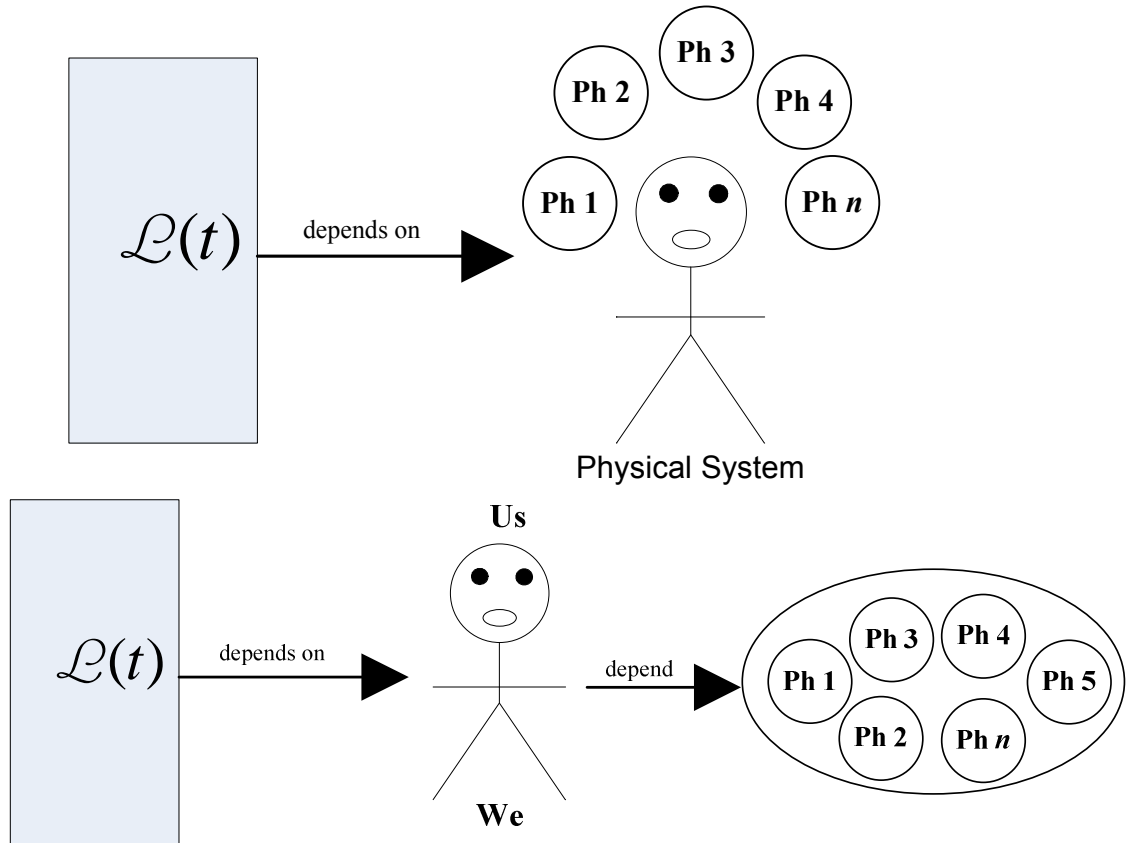 Ph 3
Ph 2
Ph 4
Ph 1
Ph n
ℒ(t)
depends on
Physical System
Us
ℒ(t)
depends on
depend
Ph 3
Ph 4
Ph 1
Ph 5
Ph 2
Ph n
We